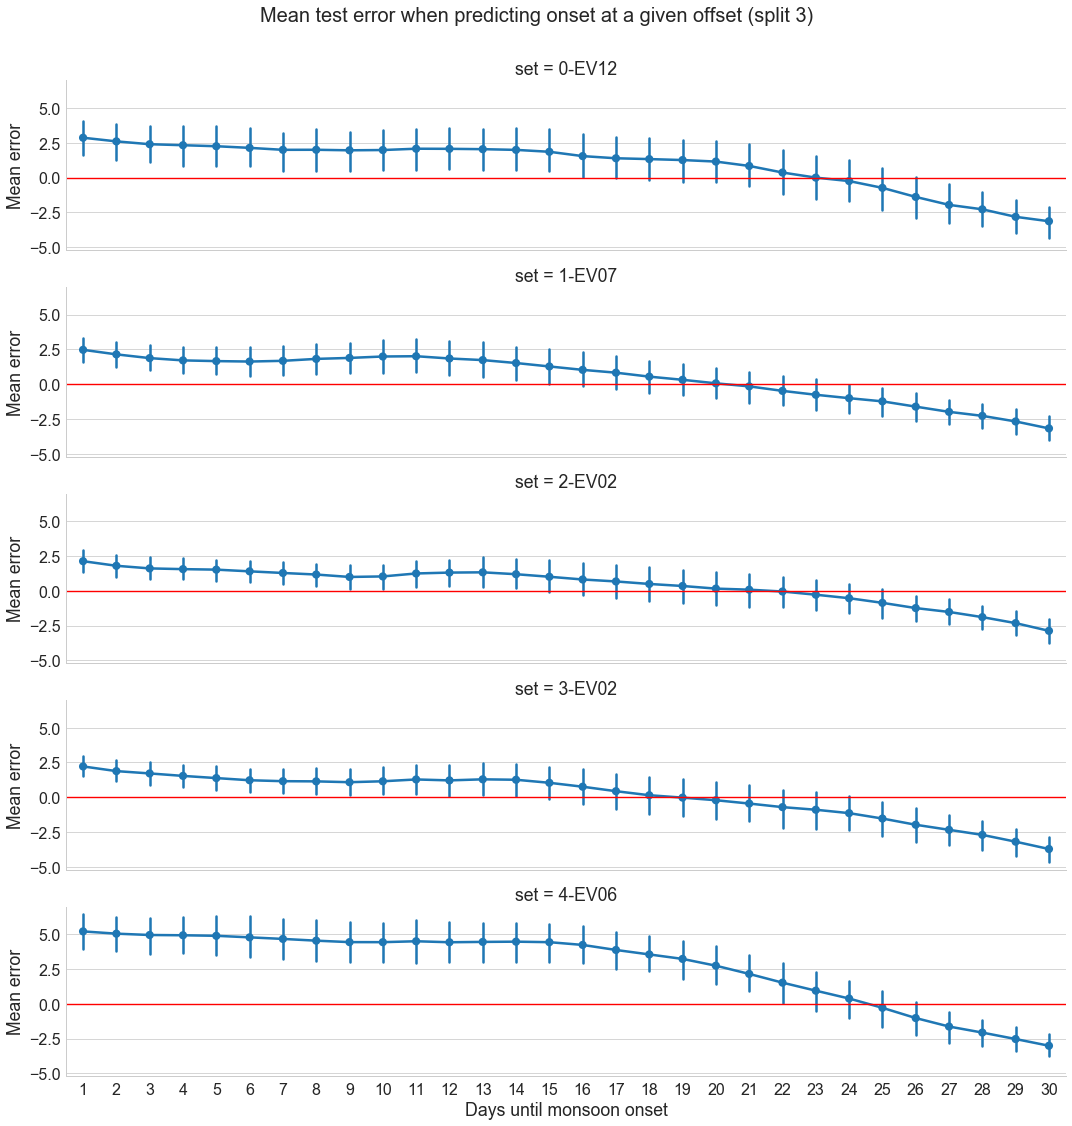 Mean test error when predicting onset at a given offset (split 3)
set = 0-EV12
5.0
2.5
0.0
−2.5
−5.0
Mean error
set = 1-EV07
5.0
2.5
0.0
−2.5
−5.0
Mean error
set = 2-EV02
5.0
2.5
0.0
−2.5
−5.0
Mean error
set = 3-EV02
5.0
2.5
0.0
−2.5
−5.0
Mean error
set = 4-EV06
5.0
2.5
0.0
−2.5
−5.0
Mean error
1 2 3 4 5 6 7 8 9 10 11 12 13 14 15 16 17 18 19 20 21 22 23 24 25 26 27 28 29 30
Days until monsoon onset